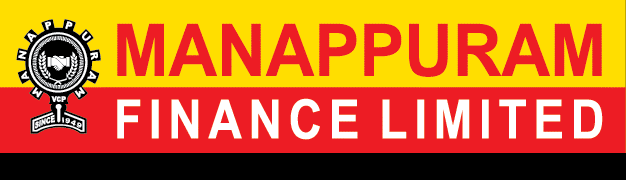 MANAPPURAM
VCP
SINCE 1949
MANAPPURAM
FINANCE LIMITED